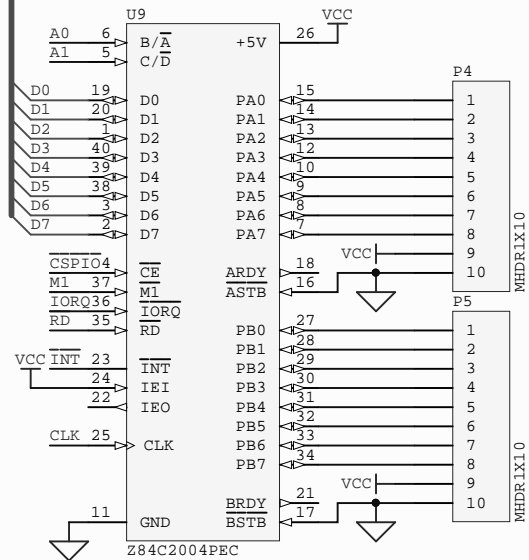 U9
VCC
A0 6 B/A +5V 26
A1 5 C/D
P4
D0 19 D0 PA0 15 1
D1 20 D1 PA1 14 2
D2 1 D2 PA2 13 3
D3 40 D3 PA3 12 4
D4 39 D4 PA4 10 5
D5 38 D5 PA5 9 6
D6 3 D6 PA6 8 7
D7 2 D7 PA7 7 8
VCC 9
CSPIO 4 CE ARDY 18 10
M1 37 M1 ASTB 16
MHDR1X10
IORQ 36 IORQ
P5
RD 35 RD PB0 27 1
PB1 28 2
VCC INT 23 INT PB2 29 3
24 IEI PB3 30 4
22 IEO PB4 31 5
PB5 32 6
CLK 25 CLK PB6 33 7
PB7 34 8
VCC 9
BRDY 21 10
11 GND BSTB 17
MHDR1X10
Z84C2004PEC